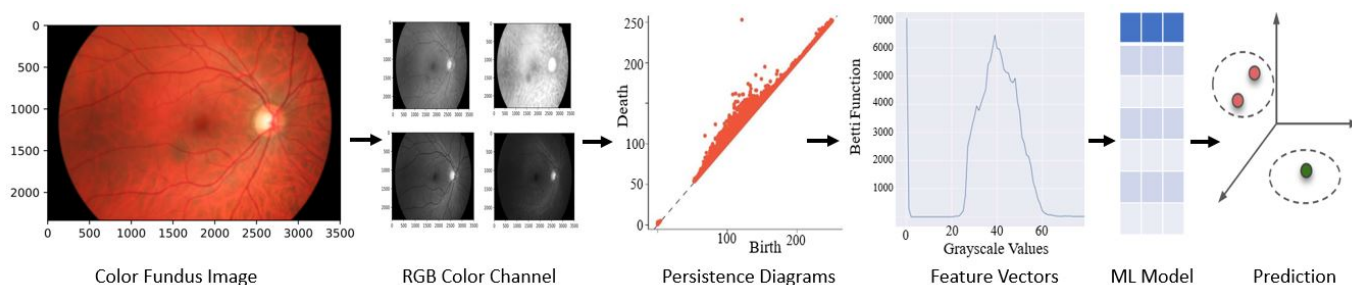 0
500
1000
1500
2000
0 500 1000 1500 2000 2500 3000 3500
Color Fundus Image
RGB Color Channel
250
200
Death
150
100
50
0
100 200
Birth
Persistence Diagrams
7000
6000
5000
Betti Function
4000
3000
2000
1000
0 20 40 60
Grayscale Values
Feature Vectors
ML Model
Prediction